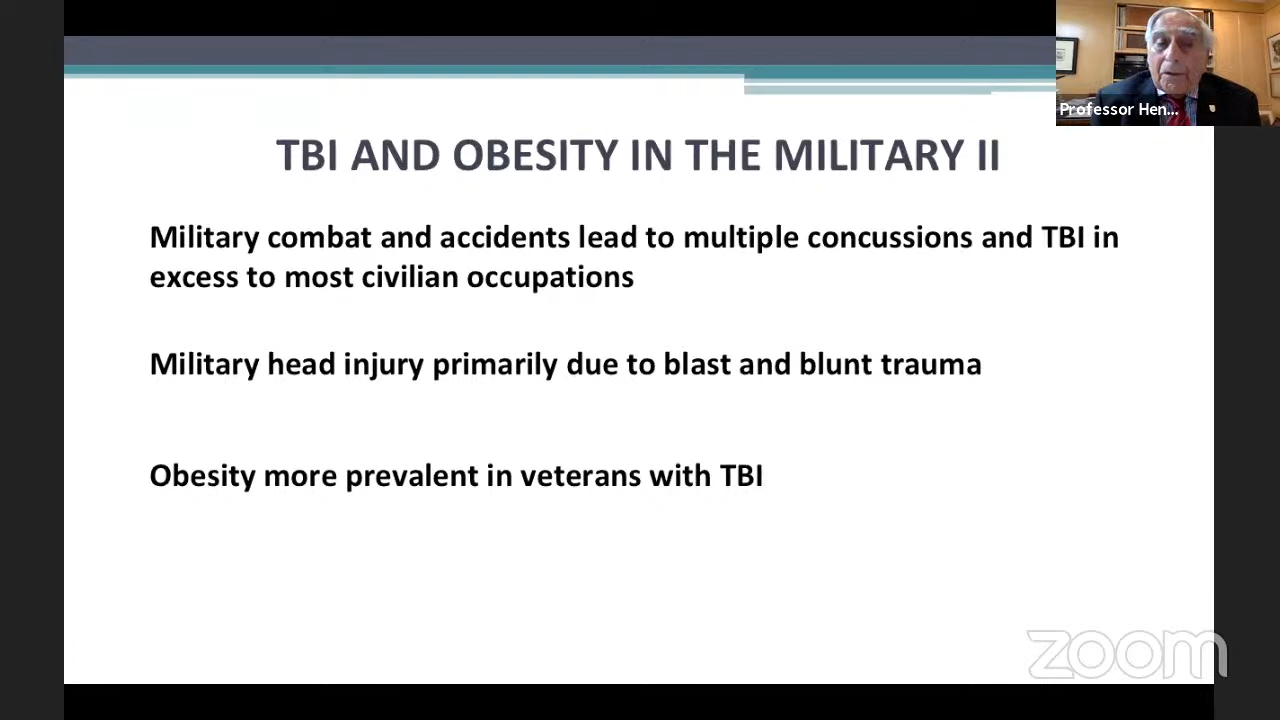 Professor Hen...
TBI AND OBESITY IN THE MILITARY II
Military combat and accidents lead to multiple concussions and TBI in
excess to most civilian occupations
Military head injury primarily due to blast and blunt trauma
Obesity more prevalent in veterans with TBI
zoom